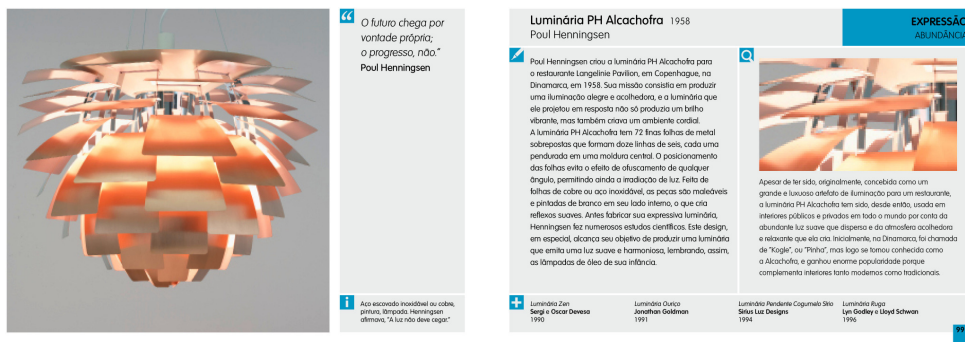 “
O futuro chega por
vontade própria;
o progresso, não.”
Poul Henningsen
i
Aço escovado inoxidável ou cobre,
pintura, lâmpada. Henningsen
afirmava, “A luz não deve cegar.”
Luminária PH Alcachofra 1958
Poul Henningsen
EXPRESSÃO
ABUNDÂNCIA
Poul Henningsen criou a luminária PH Alcachofra para
o restaurante Langelinie Pavilion, em Copenhague, na
Dinamarca, em 1958. Sua missão consistia em produzir
uma iluminação alegre e acolhedora, e a luminária que
ele projetou em resposta não só produzia um brilho
vibrante, mas também criava um ambiente cordial.
A luminária PH Alcachofra tem 72 finas folhas de metal
sobrepostas que formam doze linhas de seis, cada uma
pendurada em uma moldura central. O posicionamento
das folhas evita o efeito de ofuscamento de qualquer
ângulo, permitindo ainda a irradiação de luz. Feita de
folhas de cobre ou aço inoxidável, as peças são maleáveis
e pintadas de branco em seu lado interno, o que cria
reflexos suaves. Antes fabricar sua expressiva luminária,
Henningsen fez numerosos estudos científicos. Este design,
em especial, alcança seu objetivo de produzir uma luminária
que emita uma luz suave e harmoniosa, lembrando, assim,
as lâmpadas de óleo de sua infância.
Apesar de ter sido, originalmente, concebida como um
grande e luxuoso artefato de iluminação para um restaurante,
a luminária PH Alcachofra tem sido, desde então, usada em
interiores públicos e privados em todo o mundo por conta da
abundante luz suave que dispersa e da atmosfera acolhedora
e relaxante que ela cria. Inicialmente, na Dinamarca, foi chamada
de “Kogle”, ou “Pinha”, mas logo se tornou conhecida como
a Alcachofra, e ganhou enorme popularidade porque
complementa interiores tanto modernos como tradicionais.
+
Luminária Zen
Sergi e Oscar Devesa
1990
Luminária Ouriço
Jonathan Goldman
1991
Luminária Pendente Cogumelo Sírio
Sirius Luz Designs
1994
Luminária Ruga
Lyn Godley e Lloyd Schwan
1996
99